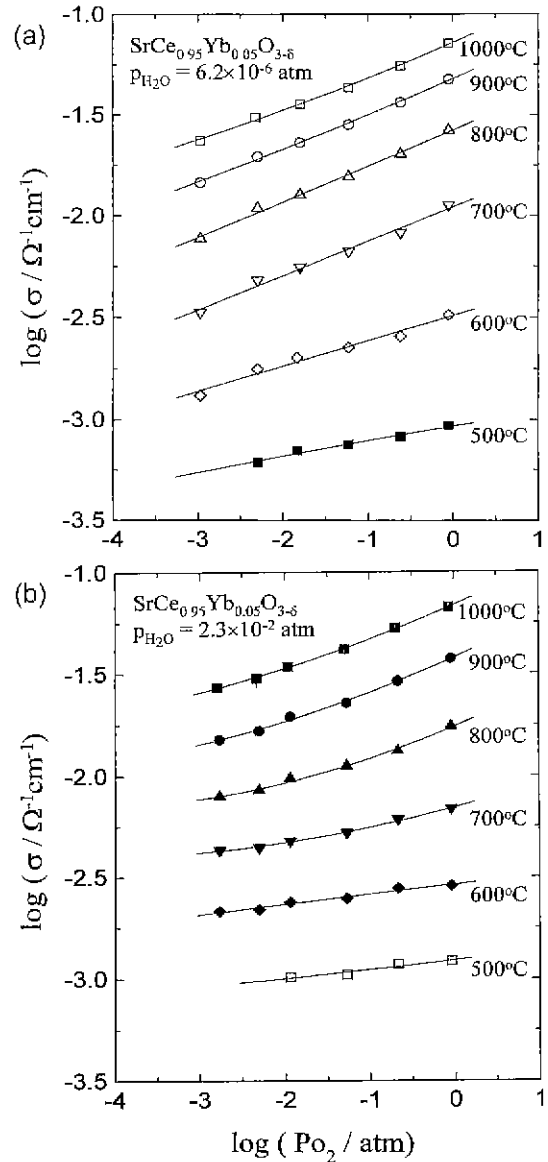 (a)
SrCe0.95Yb0.05O3-δ
pH2O = 6.2×10-6 atm
1000°C
900°C
800°C
700°C
600°C
500°C
-1.0
-1.5
-2.0
-2.5
-3.0
-3.5
log ( σ / Ω-1cm-1)
-4
-3
-2
-1
0
1
(b)
SrCe0.95Yb0.05O3-δ
pH2O = 2.3×10-2 atm
1000°C
900°C
800°C
700°C
600°C
500°C
-1.0
-1.5
-2.0
-2.5
-3.0
-3.5
log ( σ / Ω-1cm-1)
-4
-3
-2
-1
0
1
log ( Po2 / atm)